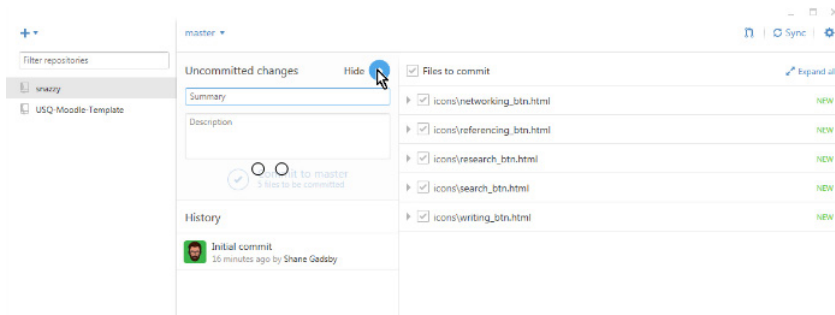 master
Sync
Filter repositories
snazzy
USQ-Moodle-Template
Uncommitted changes
Hide
Summary
Description
Commit to master
5 files to be committed
History
Initial commit
16 minutes ago by Shane Gadsby
Files to commit
Expand all
icons\networking_btn.html NEW
icons\referencing_btn.html NEW
icons\research_btn.html NEW
icons\search_btn.html NEW
icons\writing_btn.html NEW